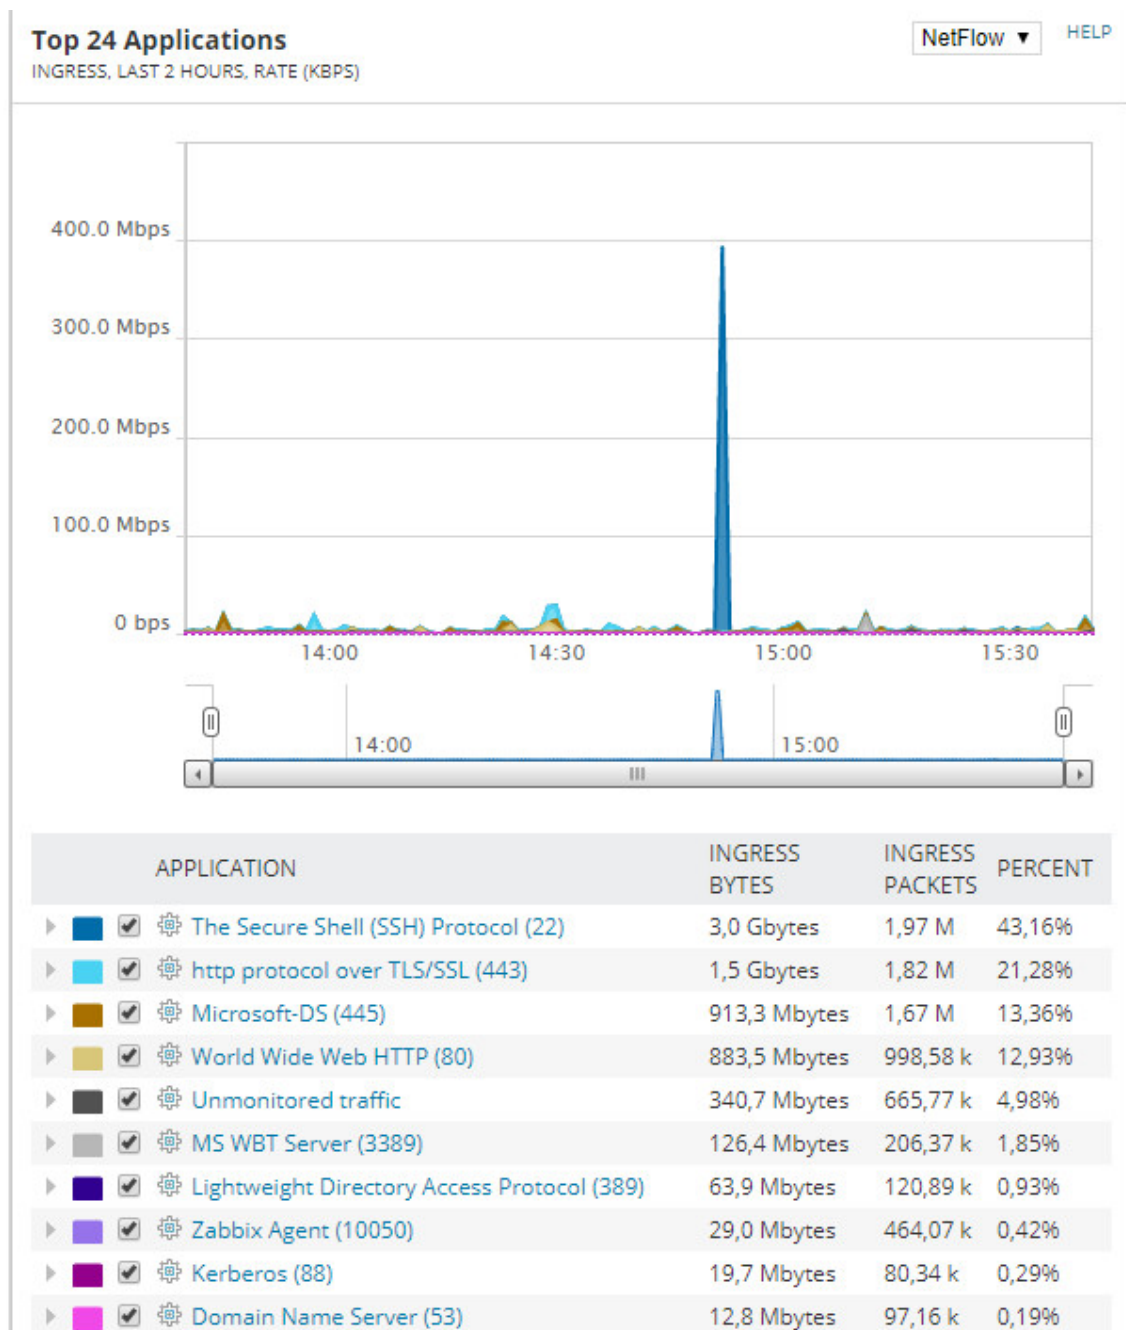 Top 24 Applications
NetFlow ▼ HELP
INGRESS, LAST 2 HOURS, RATE (KBPS)
400.0 Mbps
300.0 Mbps
200.0 Mbps
100.0 Mbps
0 bps
14:00 14:30 15:00 15:30
14:00 15:00
APPLICATION INGRESS BYTES INGRESS PACKETS PERCENT
The Secure Shell (SSH) Protocol (22) 3,0 Gbytes 1,97 M 43,16%
http protocol over TLS/SSL (443) 1,5 Gbytes 1,82 M 21,28%
Microsoft-DS (445) 913,3 Mbytes 1,67 M 13,36%
World Wide Web HTTP (80) 883,5 Mbytes 998,58 k 12,93%
Unmonitored traffic 340,7 Mbytes 665,77 k 4,98%
MS WBT Server (3389) 126,4 Mbytes 206,37 k 1,85%
Lightweight Directory Access Protocol (389) 63,9 Mbytes 120,89 k 0,93%
Zabbix Agent (10050) 29,0 Mbytes 464,07 k 0,42%
Kerberos (88) 19,7 Mbytes 80,34 k 0,29%
Domain Name Server (53) 12,8 Mbytes 97,16 k 0,19%